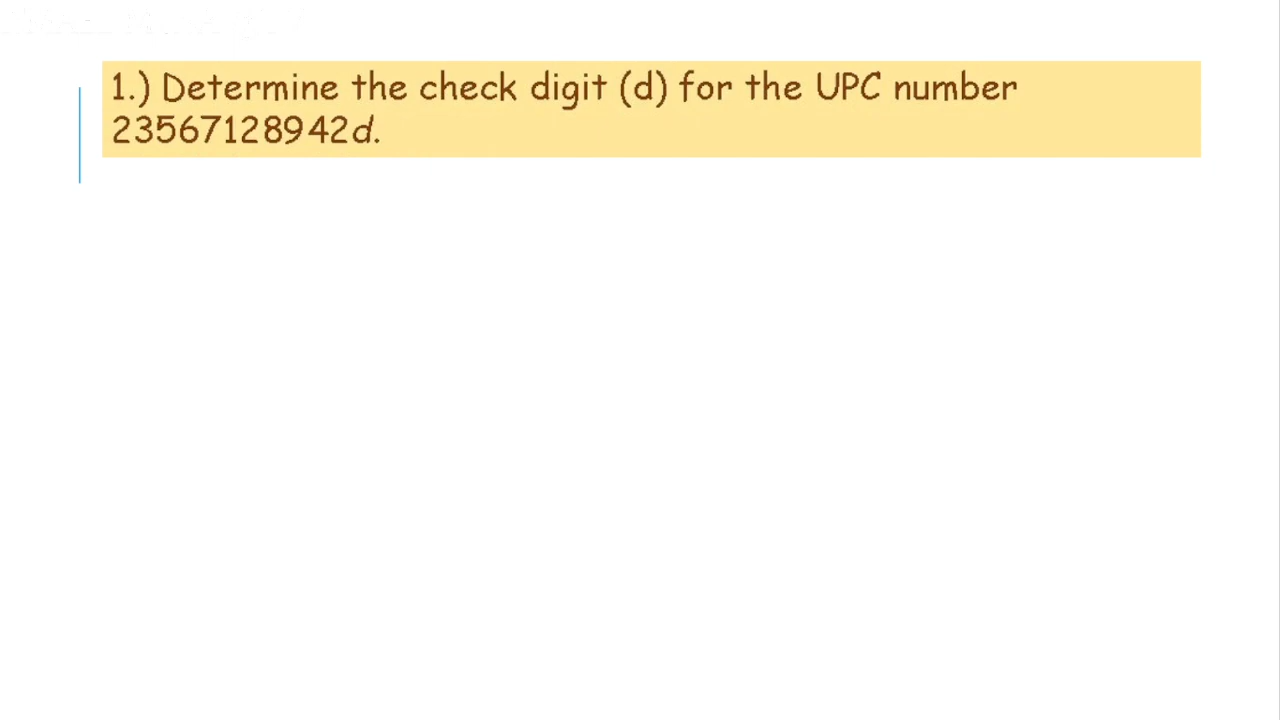 1.) Determine the check digit (d) for the UPC number
23567128942d.